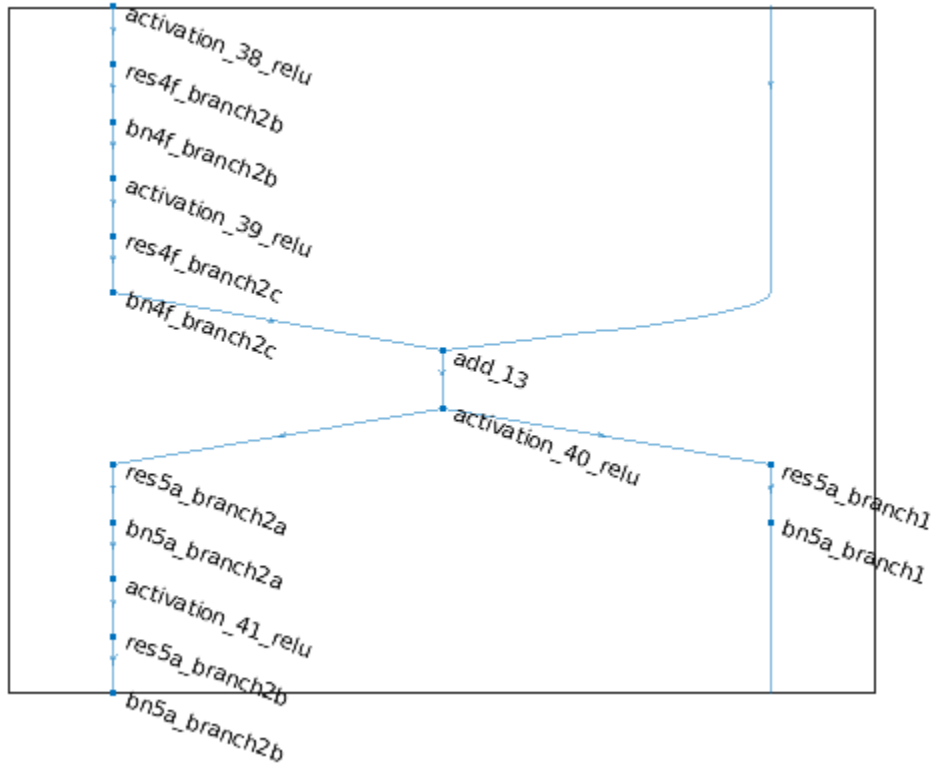 activation_38_relu
res4f_branch2b
bn4f_branch2b
activation_39_relu
res4f_branch2c
bn4f_branch2c
add_13
activation_40_relu
res5a_branch2a
res5a_branch1
bn5a_branch2a
bn5a_branch1
activation_41_relu
res5a_branch2b
bn5a_branch2b